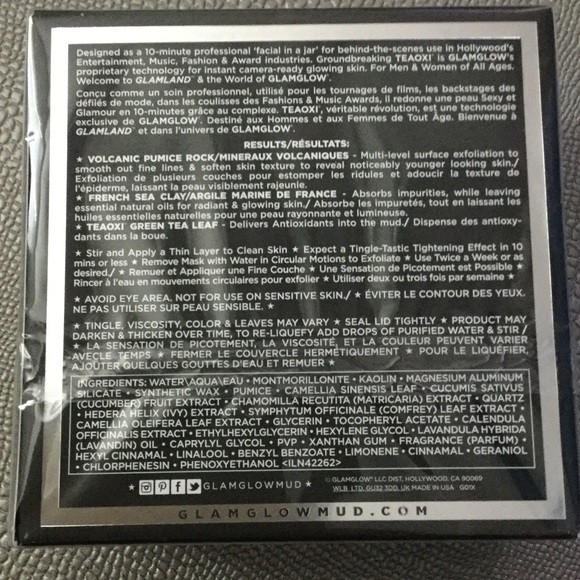 Designed as a 10-minute professional 'facial in a jar' for behind-the-scenes use in Hollywood's
Entertainment, Music, Fashion & Award industries. Groundbreaking TEAOXI™ is GLAMGLOW's
proprietary technology for instant camera-ready glowing skin. For Men & Women of All Ages.
Welcome to GLAMLAND™ & the World of GLAMGLOW®.
Conçu comme un soin professionnel, utilisé pour les tournages de films, les backstages des
défilés de mode, dans les coulisses des Fashions & Music Awards, il redonne une peau Sexy et
Glamour en 10-minutes grâce au complexe. TEAOXI™, véritable révolution, est une technologie
exclusive de GLAMGLOW®. Destiné aux Hommes et aux Femmes de Tout Âge. Bienvenue à
GLAMLAND™ et dans l'univers de GLAMGLOW®.
RESULTS/RÉSULTATS:
★ VOLCANIC PUMICE ROCK/MINERAUX VOLCANIQUES - Multi-level surface exfoliation to
smooth out fine lines & soften skin texture to reveal noticeably younger looking skin./
Exfoliation de plusieurs couches pour estomper les ridules et adoucir la texture de
l'épiderme, laissant la peau visiblement rajeunie.
★ FRENCH SEA CLAY/ARGILE MARINE DE FRANCE - Absorbs impurities, while leaving
essential natural oils for radiant & glowing skin./ Absorbe les impuretés, tout en laissant les
huiles essentielles naturelles pour une peau rayonnante et lumineuse.
★ TEAOXI GREEN TEA LEAF - Delivers Antioxidants into the mud./ Dispense des antioxy-
dants dans la boue.
★ Stir and Apply a Thin Layer to Clean Skin ★ Expect a Tingle-Tastic Tightening Effect in 10
mins or less ★ Remove Mask with Water in Circular Motions to Exfoliate ★ Use Twice a Week or as
desired./ ★ Remuer et Appliquer une Fine Couche ★ Une Sensation de Picotement est Possible ★
Rincer à l'eau en mouvements circulaires pour exfolier ★ Utiliser deux ou trois fois par semaine ★
★ AVOID EYE AREA. NOT FOR USE ON SENSITIVE SKIN./ ★ ÉVITER LE CONTOUR DES YEUX.
NE PAS UTILISER SUR PEAU SENSIBLE. ★
★ TINGLE, VISCOSITY, COLOR & LEAVES MAY VARY ★ SEAL LID TIGHTLY ★ PRODUCT MAY
DARKEN & THICKEN OVER TIME, TO RE-LIQUEFY ADD DROPS OF PURIFIED WATER & STIR /
★ LA SENSATION DE PICOTEMENT, LA VISCOSITÉ, ET LA COULEUR PEUVENT VARIER
AVECLE TEMPS ★ FERMER LE COUVERCLE HERMÉTIQUEMENT ★ POUR LE LIQUÉFIER,
AJOUTER QUELQUES GOUTTES D'EAU ET REMUER ★
INGREDIENTS: WATER\AQUA\EAU • MONTMORILLONITE • KAOLIN • MAGNESIUM ALUMINUM
SILICATE • SYNTHETIC WAX • PUMICE • CAMELLIA SINENSIS LEAF • CUCUMIS SATIVUS
(CUCUMBER) FRUIT EXTRACT • CHAMOMILLA RECUTITA (MATRICARIA) EXTRACT • QUARTZ
• HEDERA HELIX (IVY) EXTRACT • SYMPHYTUM OFFICINALE (COMFREY) LEAF EXTRACT •
CAMELLIA OLEIFERA LEAF EXTRACT • GLYCERIN • TOCOPHERYL ACETATE • CALENDULA
OFFICINALIS EXTRACT • ETHYLHEXYLGLYCERIN • HEXYLENE GLYCOL • LAVANDULA HYBRIDA
(LAVANDIN) OIL • CAPRYLYL GLYCOL • PVP • XANTHAN GUM • FRAGRANCE (PARFUM) •
HEXYL CINNAMAL • LINALOOL • BENZYL BENZOATE • LIMONENE • CINNAMAL • GERANIOL
• CHLORPHENESIN • PHENOXYETHANOL <ILN42262>
★ GLAMGLOWMUD ★
© GLAMGLOW® LLC DIST, HOLLYWOOD, CA 90069
WLB. LTD. GU32 3DD, UK MADE IN USA G01X
GLAMGLOWMUD.COM